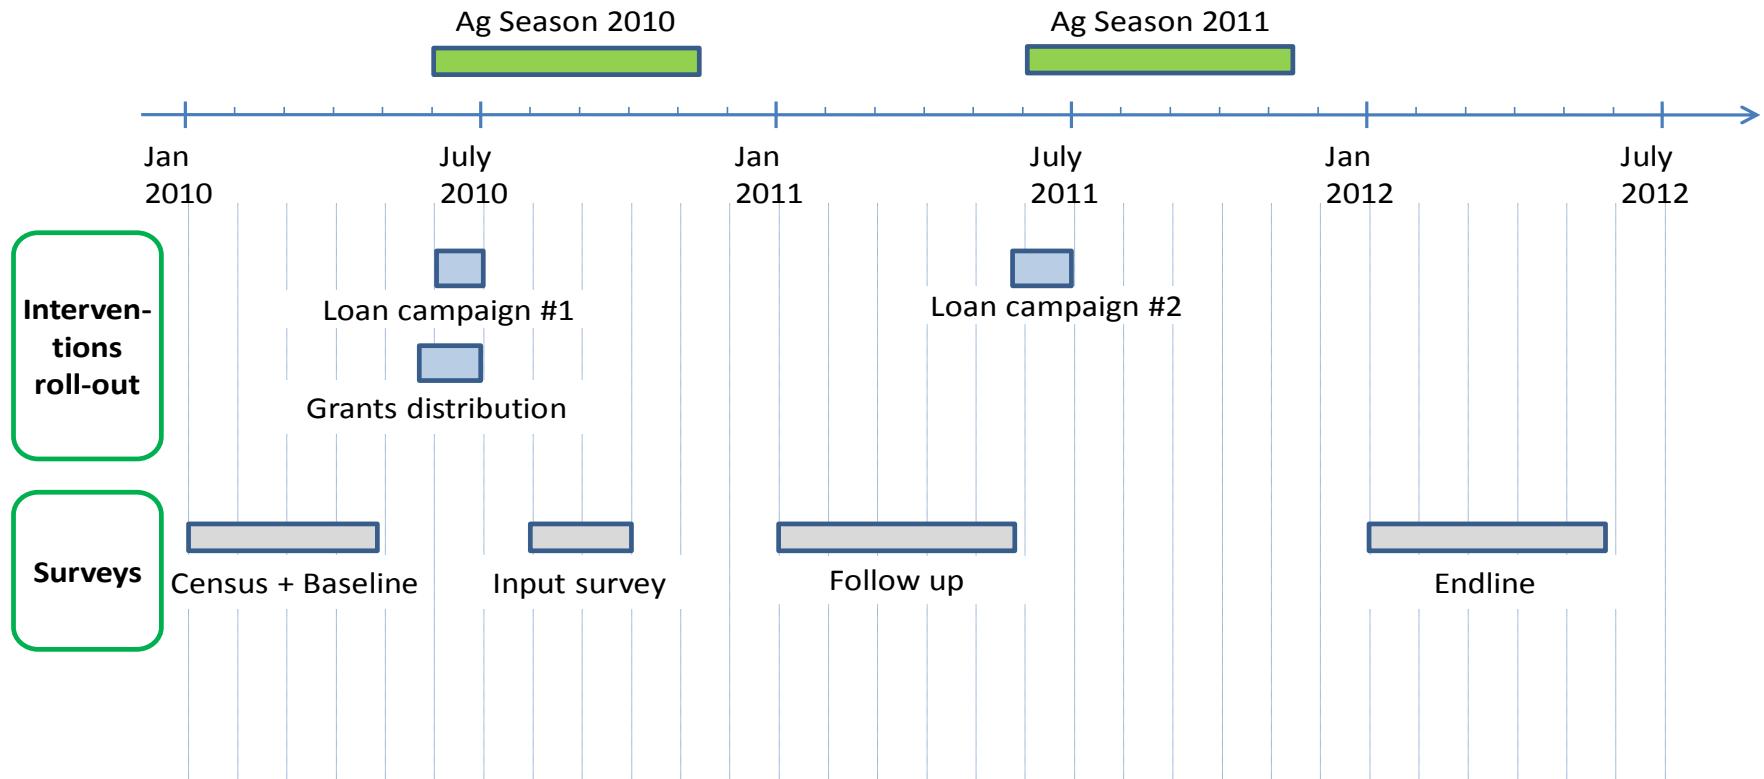 Ag Season 2010
Ag Season 2011
Jan
2010
July
2010
Jan
2011
July
2011
Jan
2012
July
2012
Interven-
tions
roll-out
Loan campaign #1
Loan campaign #2
Grants distribution
Surveys
Census + Baseline
Input survey
Follow up
Endline